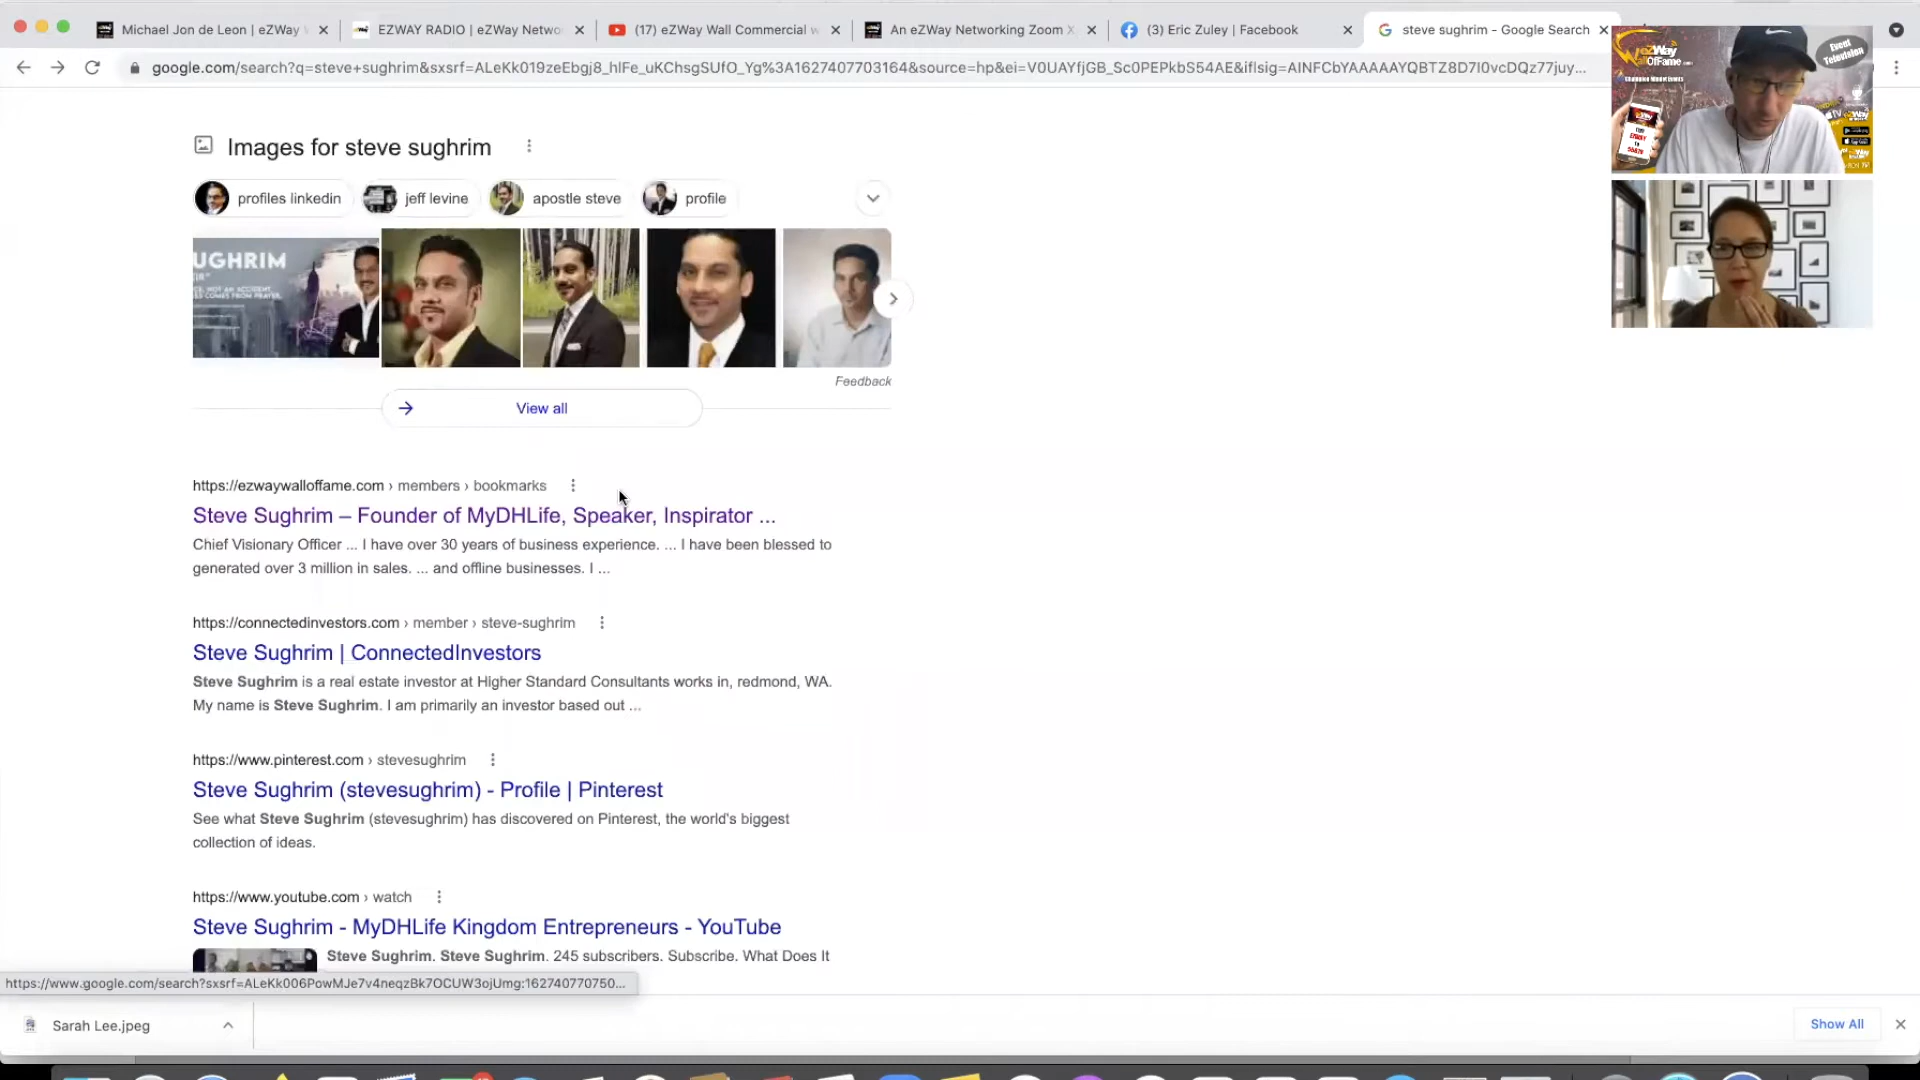 Michael Jon de Leon | eZWay
EZWAY RADIO | eZWay Netwo
(17) eZWay Wall Commercial w
An eZWay Networking Zoom X
(3) Eric Zuley | Facebook
steve sughrim - Google Search
google.com/search?q=steve+sughrim&sxsrf=ALeKk019zeEbgj8_hlFe_uKChsgSUfO_Yg%3A1627407703164&source=hp&ei=V0UAYfjGB_Sc0PEPkbS54AE&iflsig=AINFCbYAAAAAYQBTZ8D7l0vcDQz77juy...
Images for steve sughrim
profiles linkedin
jeff levine
apostle steve
profile
UGHRIM
Feedback
View all
https://ezwaywalloffame.com › members › bookmarks
Steve Sughrim – Founder of MyDHLife, Speaker, Inspirator ...
Chief Visionary Officer ... I have over 30 years of business experience. ... I have been blessed to
generated over 3 million in sales. ... and offline businesses. I ...
https://connectedinvestors.com › member › steve-sughrim
Steve Sughrim | ConnectedInvestors
Steve Sughrim is a real estate investor at Higher Standard Consultants works in, redmond, WA.
My name is Steve Sughrim. I am primarily an investor based out ...
https://www.pinterest.com › stevesughrim
Steve Sughrim (stevesughrim) - Profile | Pinterest
See what Steve Sughrim (stevesughrim) has discovered on Pinterest, the world's biggest
collection of ideas.
https://www.youtube.com › watch
Steve Sughrim - MyDHLife Kingdom Entrepreneurs - YouTube
Steve Sughrim. Steve Sughrim. 245 subscribers. Subscribe. What Does It
https://www.google.com/search?sxsrf=ALeKk006PowMJe7v4neqzBk7OCUW3ojUmg:162740770750...
Sarah Lee.jpeg
Show All
eZWay
WallOfFame
Event
Television